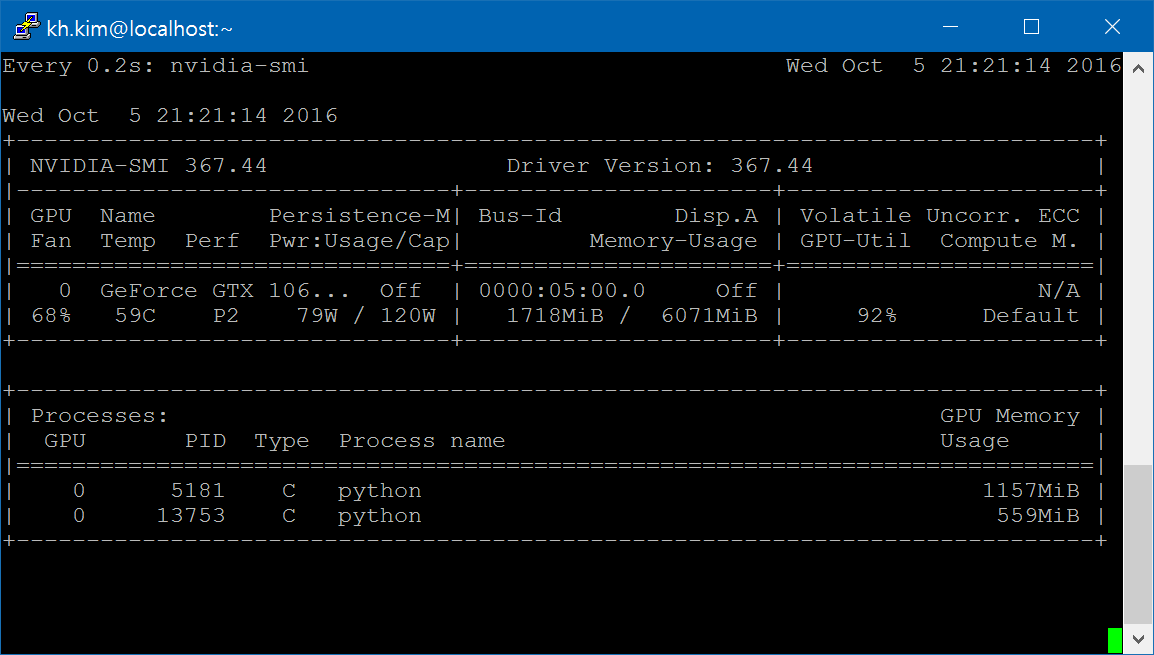 kh.kim@localhost:~
Every 0.2s: nvidia-smi                                  Wed Oct  5 21:21:14 2016

Wed Oct  5 21:21:14 2016
+-----------------------------------------------------------------------------+
| NVIDIA-SMI 367.44                 Driver Version: 367.44                    |
|-------------------------------+----------------------+----------------------+
| GPU  Name        Persistence-M| Bus-Id        Disp.A | Volatile Uncorr. ECC |
| Fan  Temp  Perf  Pwr:Usage/Cap|         Memory-Usage | GPU-Util  Compute M. |
|===============================+======================+======================|
|   0  GeForce GTX 106...  Off  | 0000:05:00.0     Off |                  N/A |
| 68%   59C    P2    79W / 120W |   1718MiB /  6071MiB |     92%      Default |
+-------------------------------+----------------------+----------------------+

+-----------------------------------------------------------------------------+
| Processes:                                                       GPU Memory |
|  GPU       PID  Type  Process name                               Usage      |
|=============================================================================|
|    0      5181    C   python                                        1157MiB |
|    0     13753    C   python                                         559MiB |
+-----------------------------------------------------------------------------+